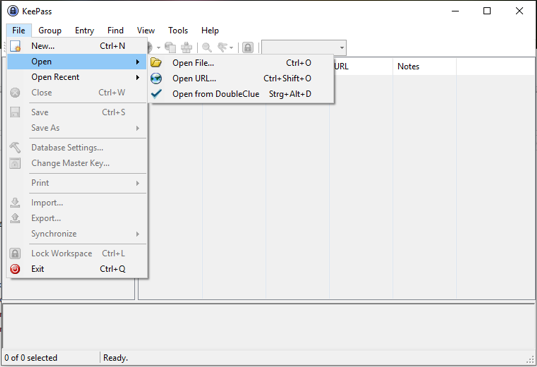 KeePass
File Group Entry Find View Tools Help
New... Ctrl+N
Open
Open Recent
Close Ctrl+W
Save Ctrl+S
Save As
Database Settings...
Change Master Key...
Print
Import...
Export...
Synchronize
Lock Workspace Ctrl+L
Exit Ctrl+Q
Open File... Ctrl+O
Open URL... Ctrl+Shift+O
Open from DoubleClue Strg+Alt+D
URL Notes
0 of 0 selected Ready.